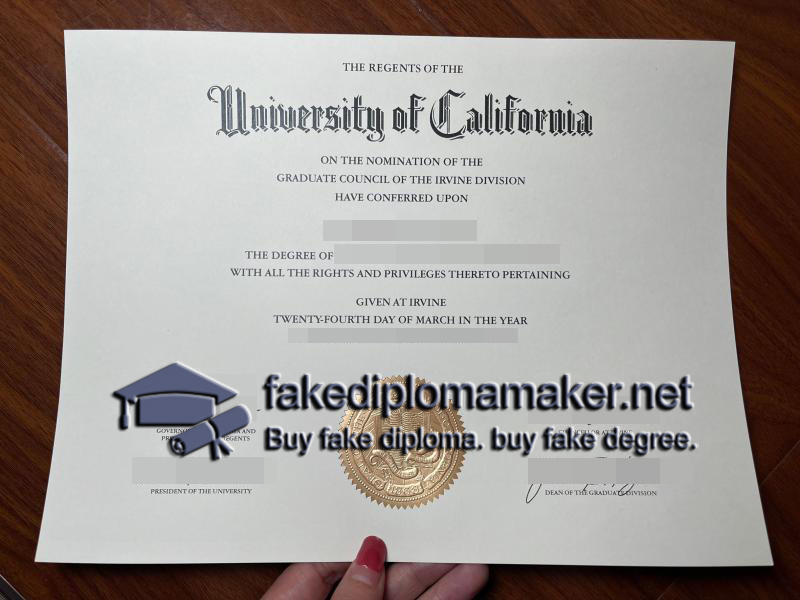 THE REGENTS OF THE
University of California
ON THE NOMINATION OF THE
GRADUATE COUNCIL OF THE IRVINE DIVISION
HAVE CONFERRED UPON
THE DEGREE OF
WITH ALL THE RIGHTS AND PRIVILEGES THERETO PERTAINING
GIVEN AT IRVINE
TWENTY-FOURTH DAY OF MARCH IN THE YEAR
fakediplomamaker.net
Buy fake diploma. buy fake degree.
PRESIDENT OF THE UNIVERSITY
DEAN OF THE GRADUATE DIVISION